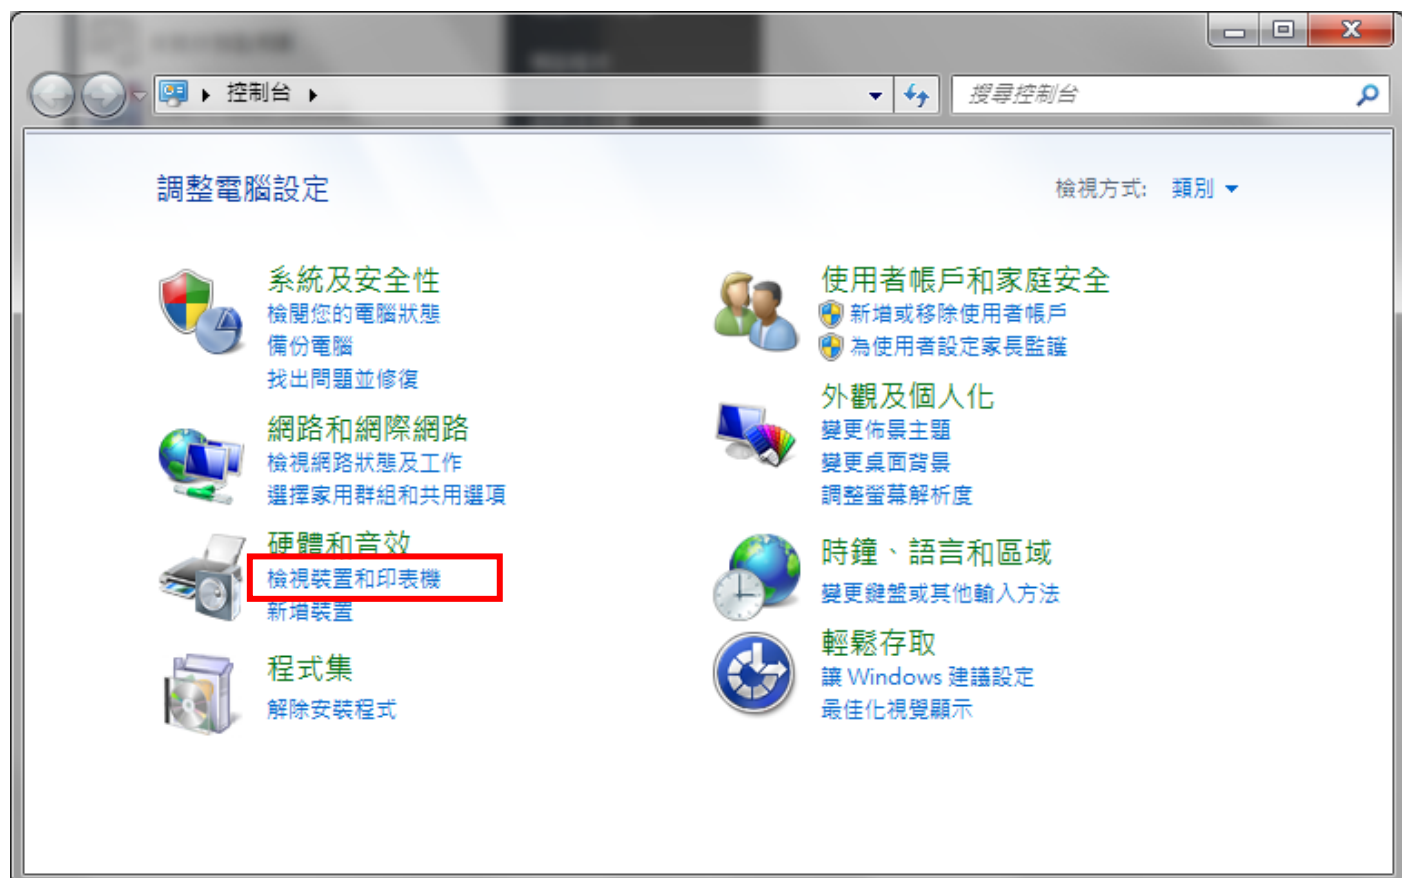 控制台
搜尋控制台
調整電腦設定
檢視方式: 類別
系統及安全性
檢閱您的電腦狀態
備份電腦
找出問題並修復
網路和網際網路
檢視網路狀態及工作
選擇家用群組和共用選項
硬體和音效
檢視裝置和印表機
新增裝置
程式集
解除安裝程式
使用者帳戶和家庭安全
新增或移除使用者帳戶
為使用者設定家長監護
外觀及個人化
變更佈景主題
變更桌面背景
調整螢幕解析度
時鐘、語言和區域
變更鍵盤或其他輸入方法
輕鬆存取
讓 Windows 建議設定
最佳化視覺顯示